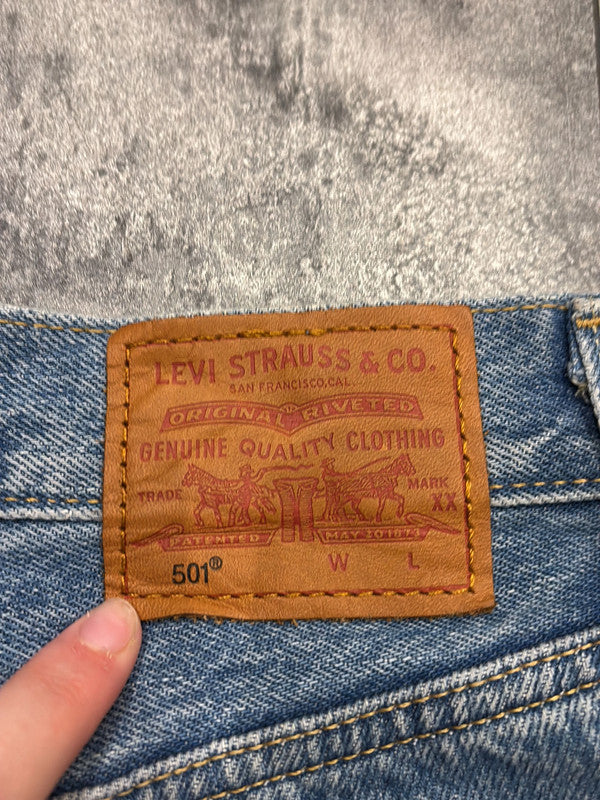 LEVI STRAUSS & CO.
SAN FRANCISCO, CAL.
ORIGINAL RIVETED
GENUINE QUALITY CLOTHING
TRADE MARK
XX
PATENTED MAY 20 1873
501® W L